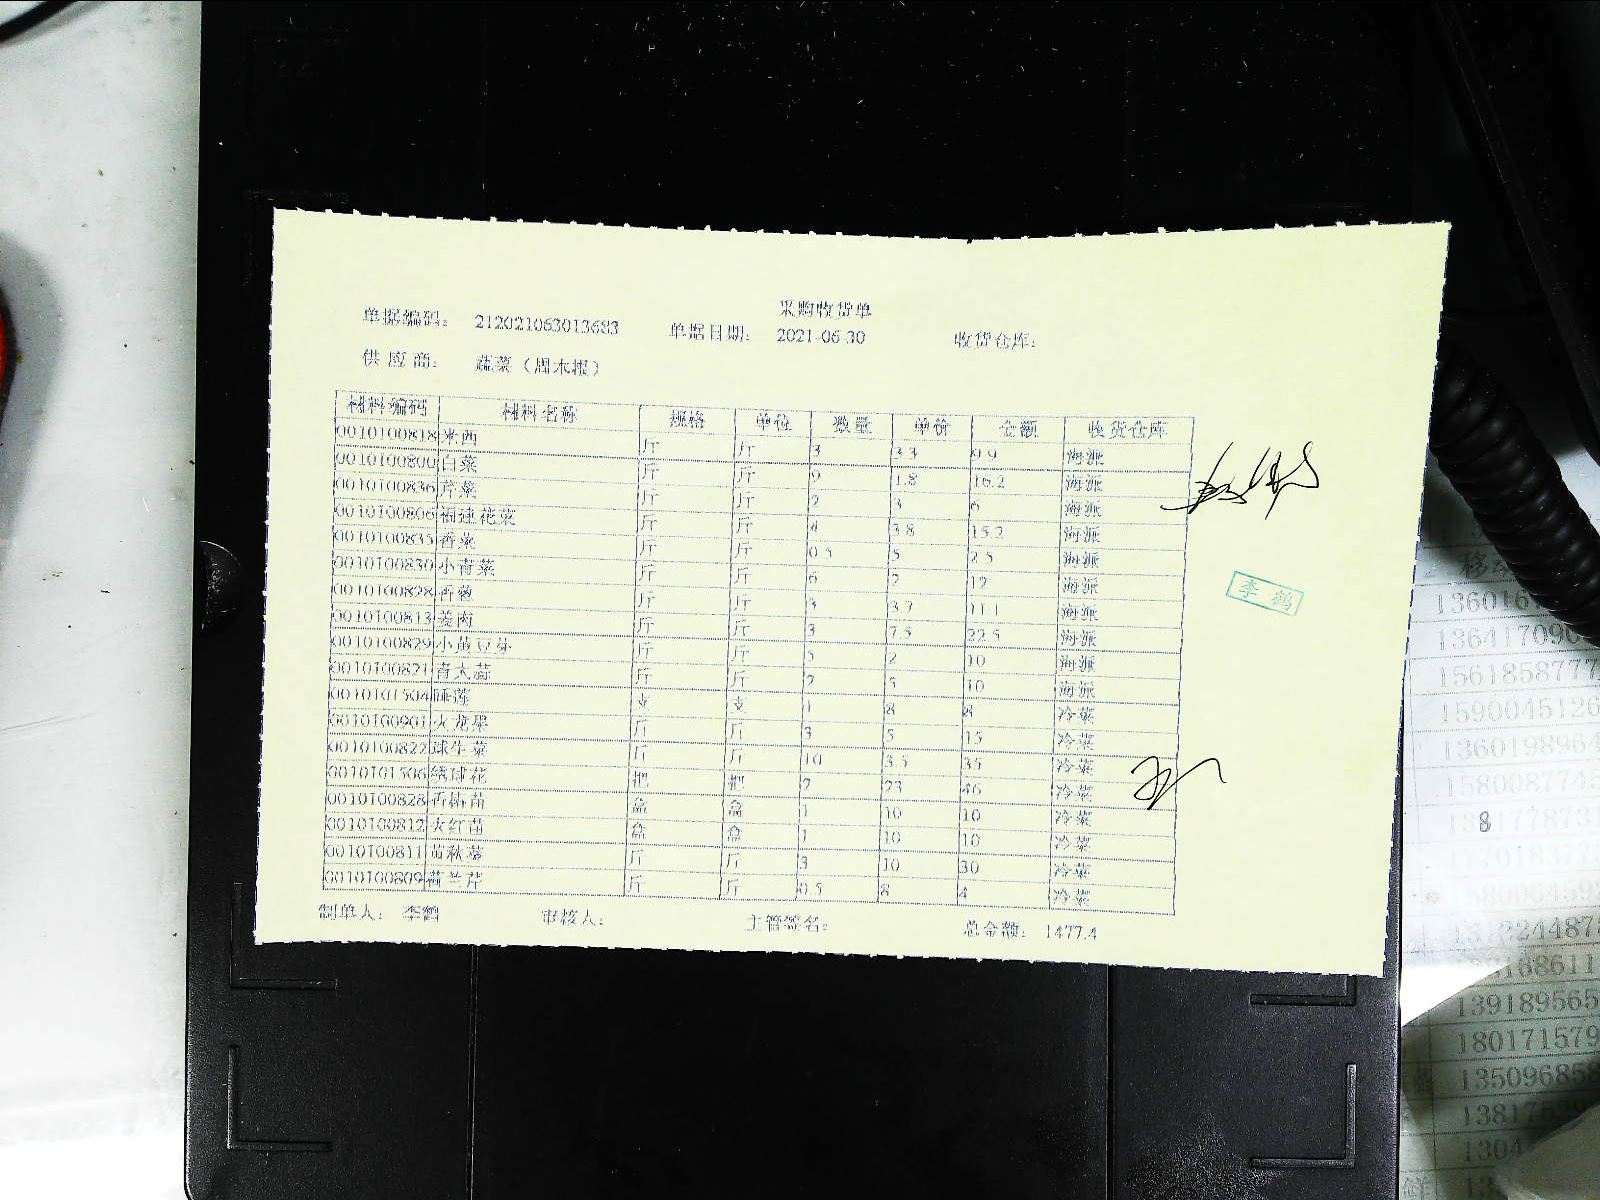 采购收货单
单据编码: 212021063013683 单据日期: 2021-06-30 收货仓库:
供应商: 蔬菜(周木根)
材料编码 材料名称 规格 单位 数量 单价 金额 收货仓库
0010100818 米西 斤 斤 3 3.3 9.9 海派
0010100800 白菜 斤 斤 9 1.8 16.2 海派
0010100836 芹菜 斤 斤 2 3 6 海派
0010100806 福建花菜 斤 斤 4 3.8 15.2 海派
0010100835 香菜 斤 斤 0.5 5 2.5 海派
0010100830 小青菜 斤 斤 6 2 12 海派
0010100828 香葱 斤 斤 3 3.7 11.1 海派
0010100813 姜肉 斤 斤 3 7.5 22.5 海派
0010100829 小黄豆芽 斤 斤 5 2 10 海派
0010100821 青大蒜 斤 斤 2 5 10 海派
0010101504 睡莲 支 支 1 8 8 冷菜
0010100901 火龙果 斤 斤 3 5 15 冷菜
0010100822 球生菜 斤 斤 10 3.5 35 冷菜
0010101506 绣球花 把 把 2 23 46 冷菜
0010100828 盒 盒 1 10 10 冷菜
0010100812 火红苗 盒 盒 1 10 10 冷菜
0010100811 黄秋葵 斤 斤 3 10 30 冷菜
0010100809 荷兰芹 斤 斤 0.5 8 4 冷菜
制单人: 李鹤 审核人: 主管签名: 总金额: 1477.4
李鹤